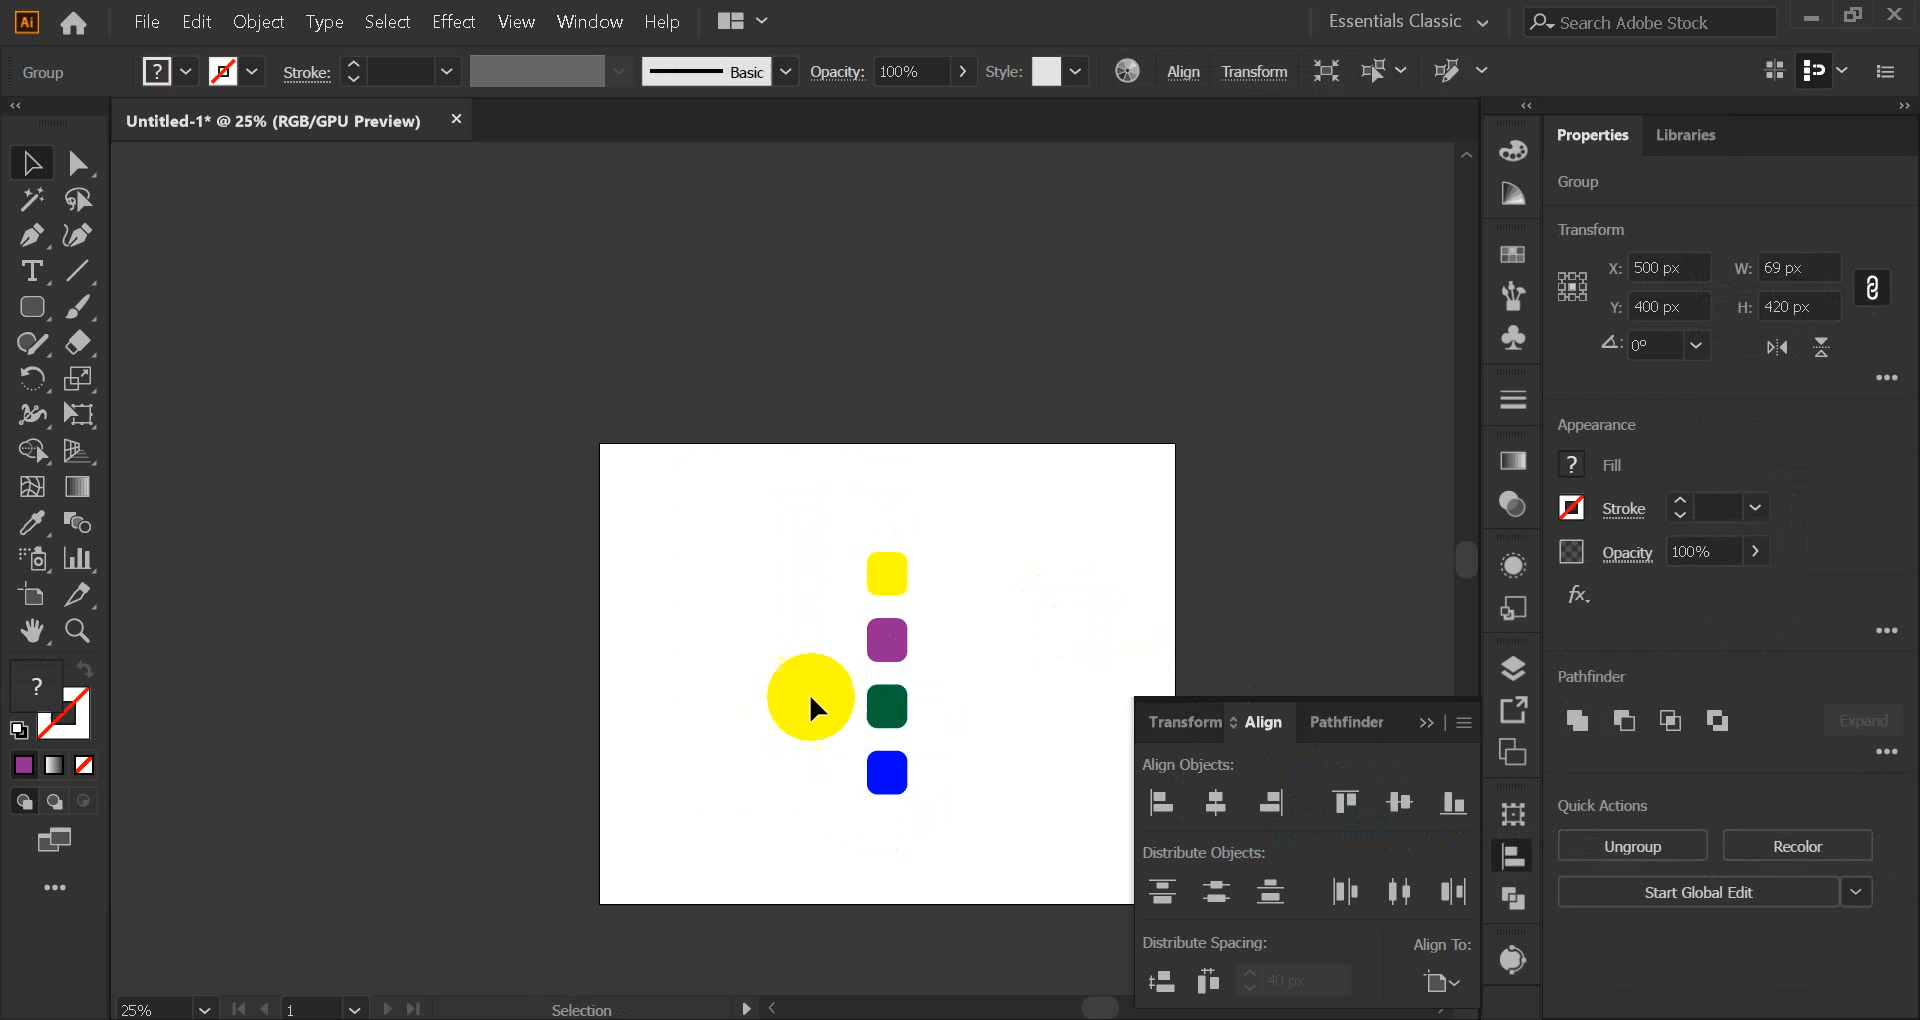 Ai File Edit Object Type Select Effect View Window Help Essentials Classic Search Adobe Stock
Group ? Stroke: Basic Opacity: 100% Style: Align Transform
Untitled-1* @ 25% (RGB/GPU Preview)
Properties Libraries
Group
Transform
X: 500 px W: 69 px
Y: 400 px H: 420 px
0°
Appearance
? Fill
Stroke
Opacity 100%
fx.
Pathfinder
Expand
Quick Actions
Ungroup Recolor
Start Global Edit
T
?
Transform Align Pathfinder
Align Objects:
Distribute Objects:
Distribute Spacing: Align To:
40 px
25% 1 Selection